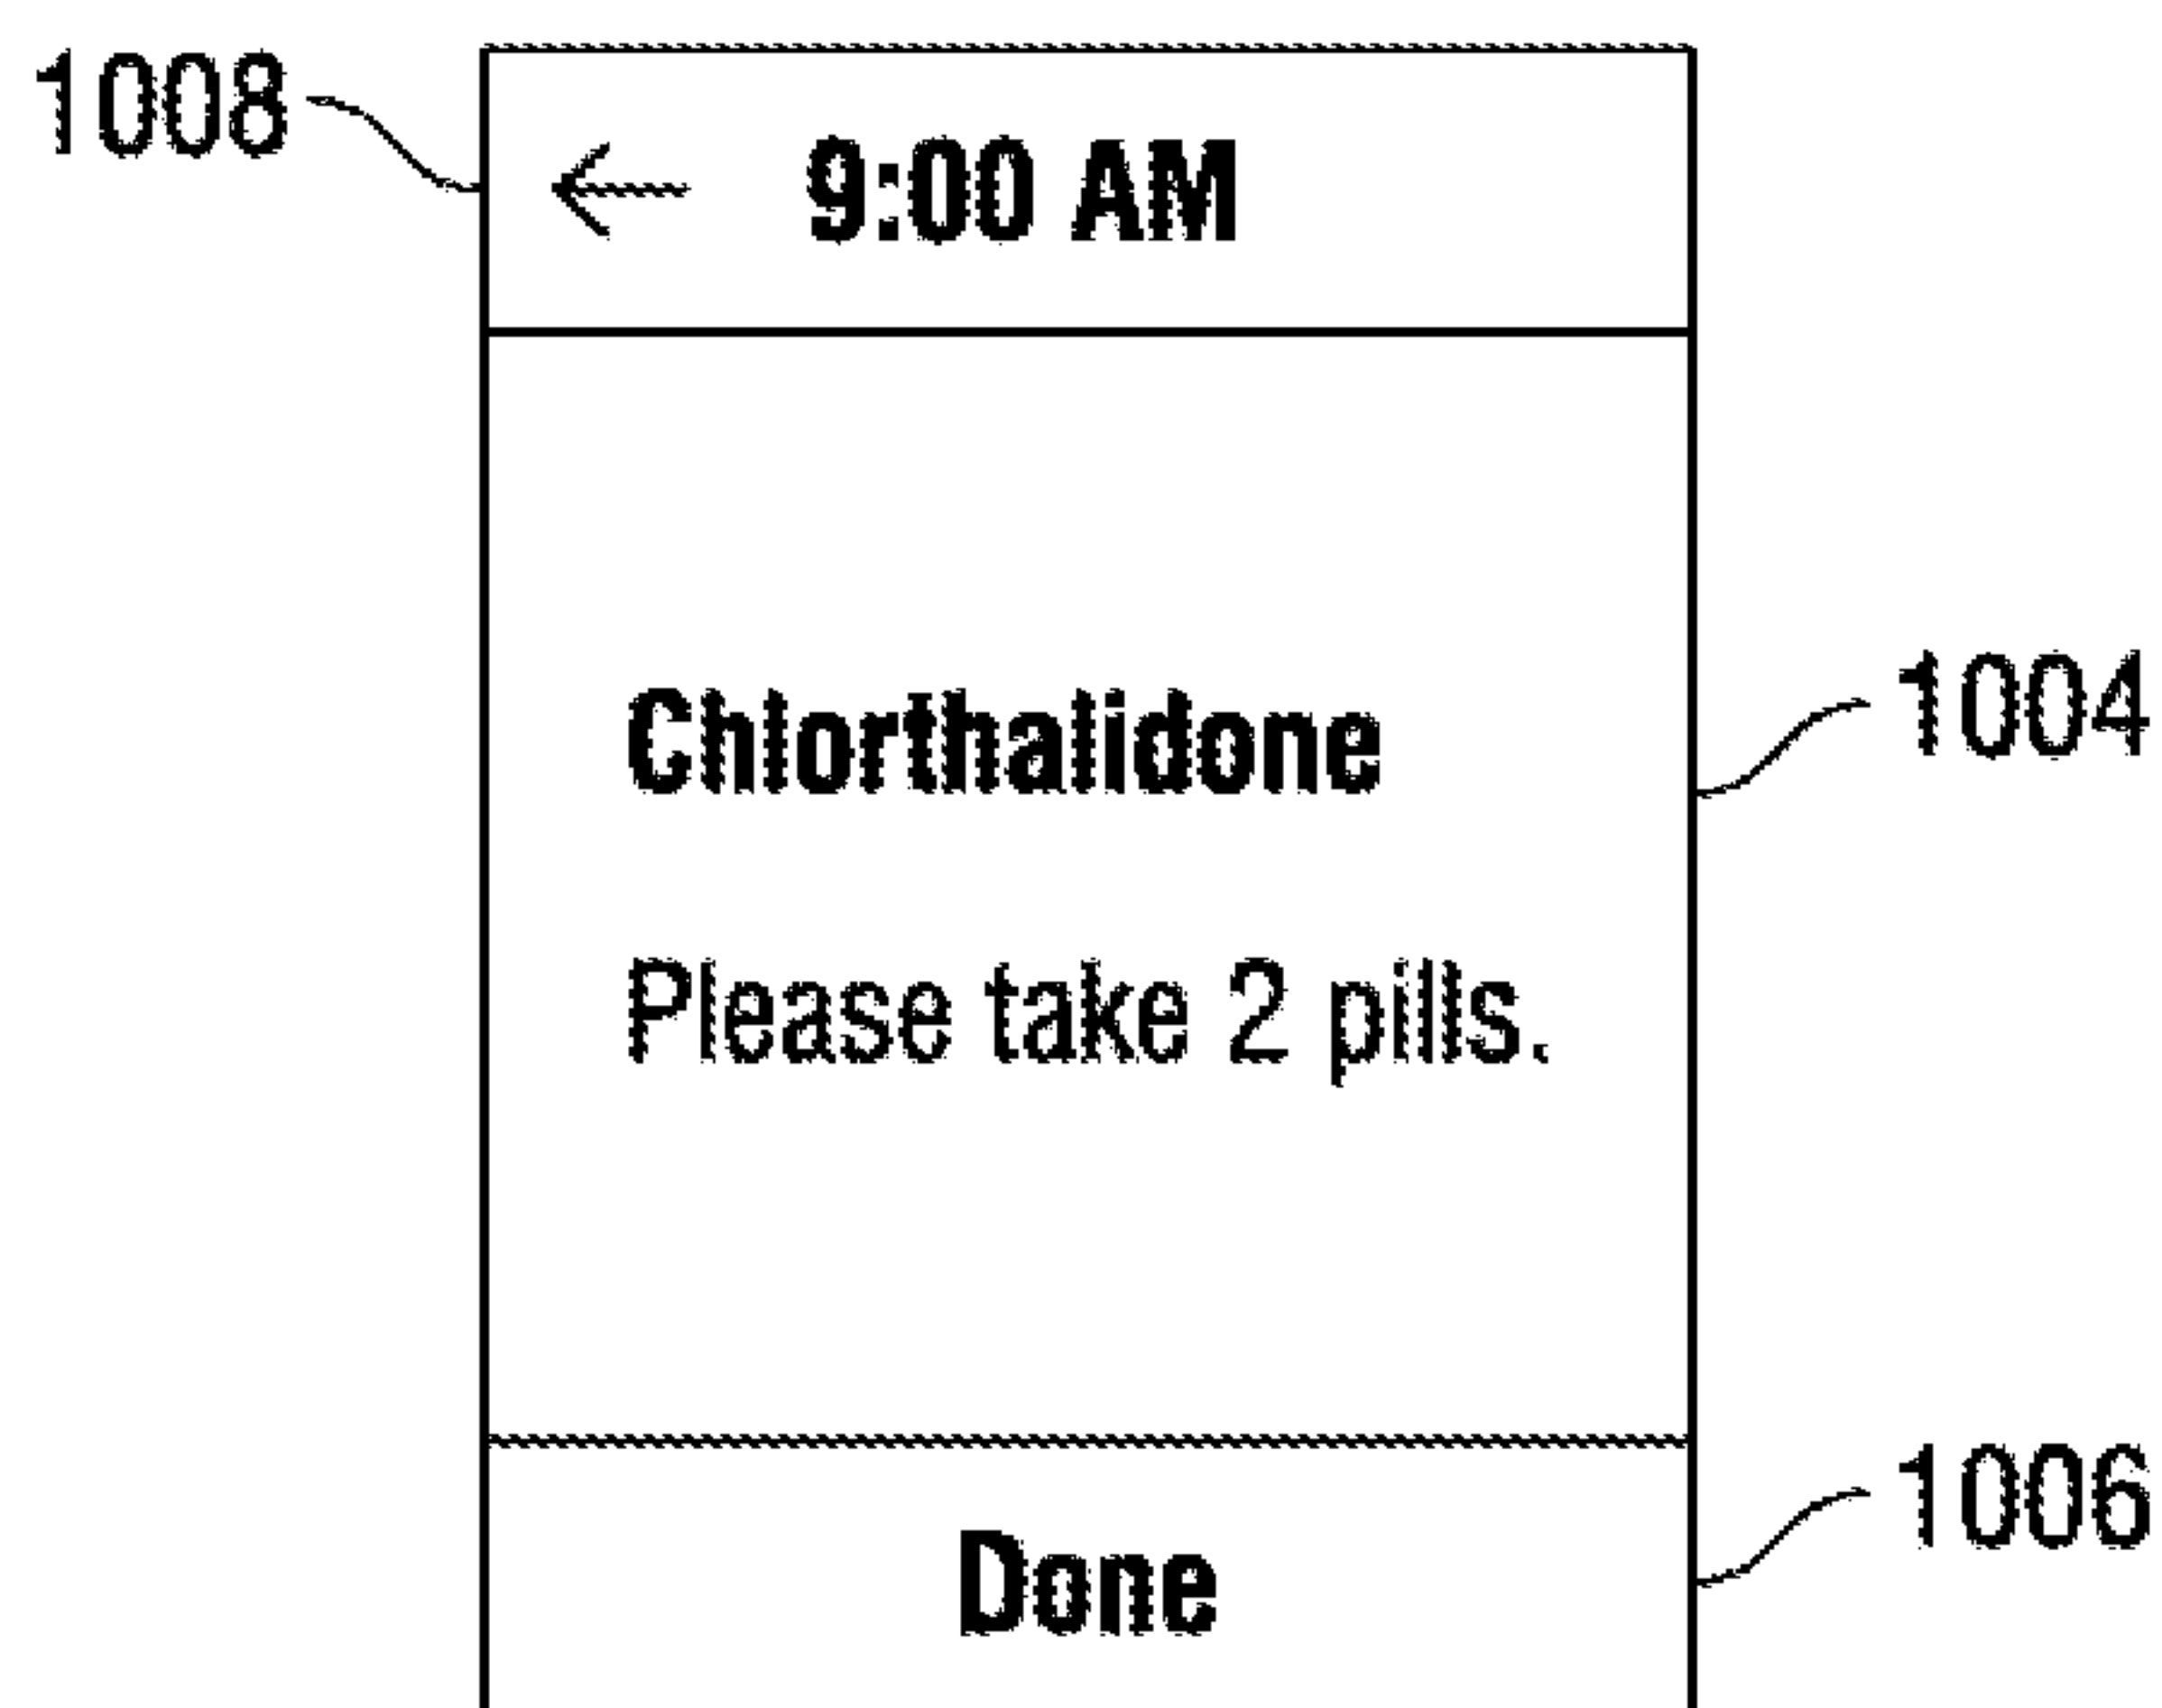 1008
← 9:00 AM
Chlorthalidone
1004
Please take 2 pills.
1006
Done